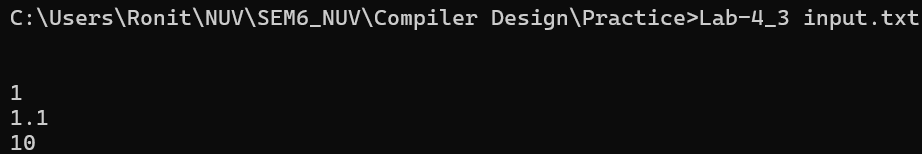 C:\Users\Ronit\NUV\SEM6_NUV\Compiler Design\Practice>Lab-4_3 input.txt
1
1.1
10